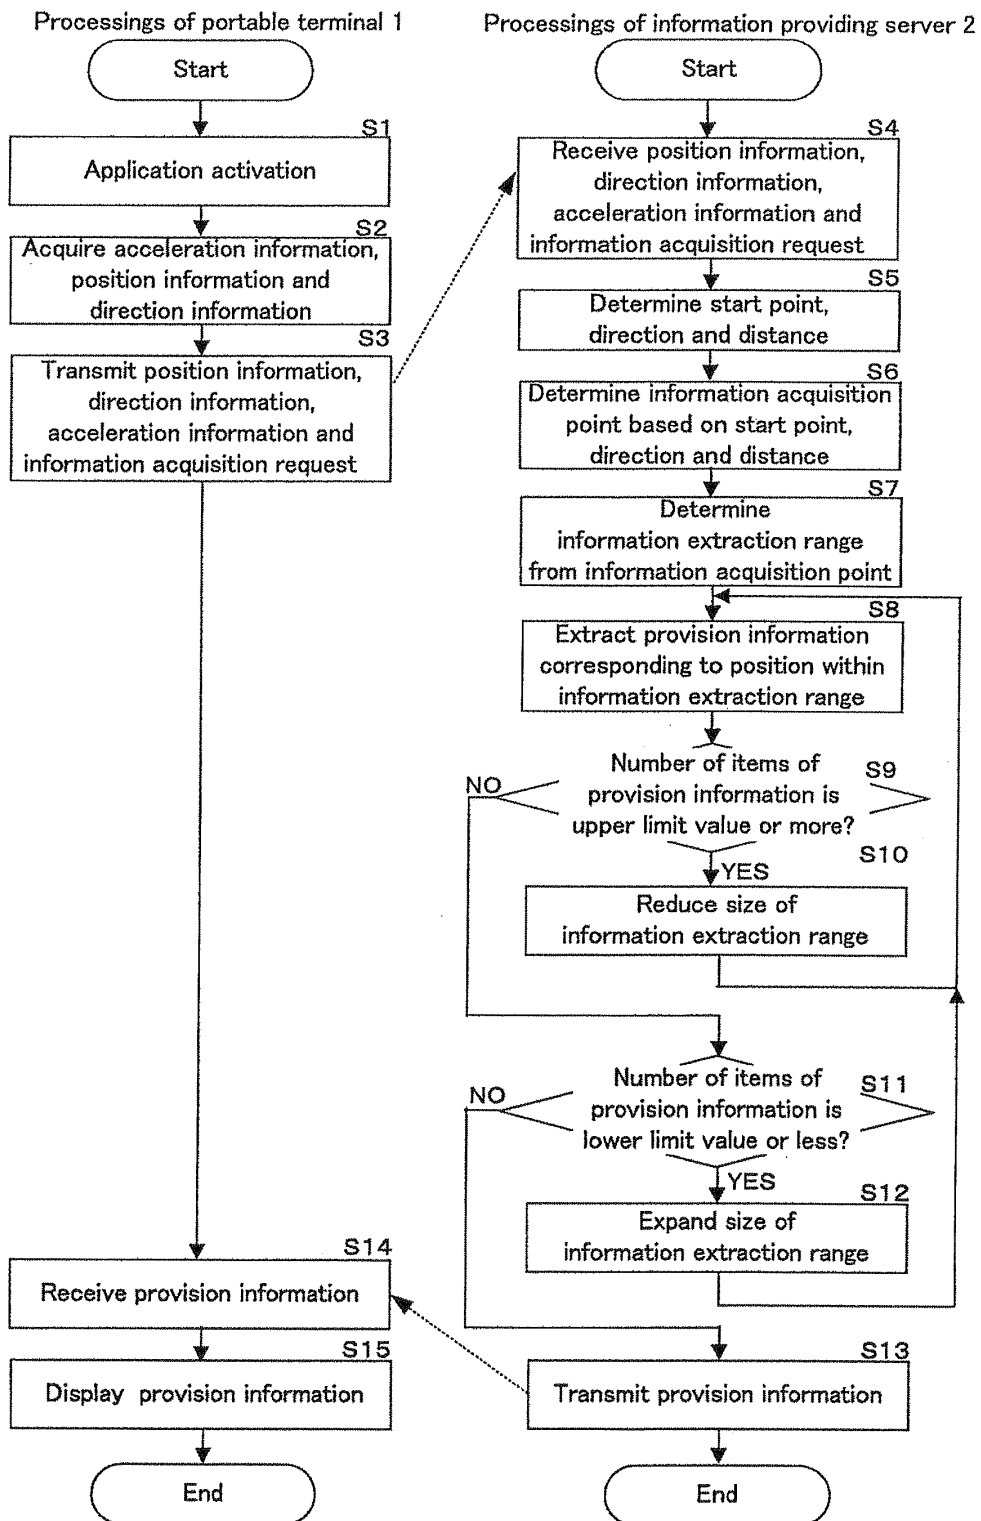 Processings of portable terminal 1
Start
S1
Application activation
S2
Acquire acceleration information,
position information and
direction information
S3
Transmit position information,
direction information,
acceleration information and
information acquisition request
S14
Receive provision information
S15
Display provision information
End
Processings of information providing server 2
Start
S4
Receive position information,
direction information,
acceleration information and
information acquisition request
S5
Determine start point,
direction and distance
S6
Determine information acquisition
point based on start point,
direction and distance
S7
Determine
information extraction range
from information acquisition point
S8
Extract provision information
corresponding to position within
information extraction range
S9
Number of items of
provision information is
upper limit value or more?
NO
YES
S10
Reduce size of
information extraction range
S11
Number of items of
provision information is
lower limit value or less?
NO
YES
S12
Expand size of
information extraction range
S13
Transmit provision information
End